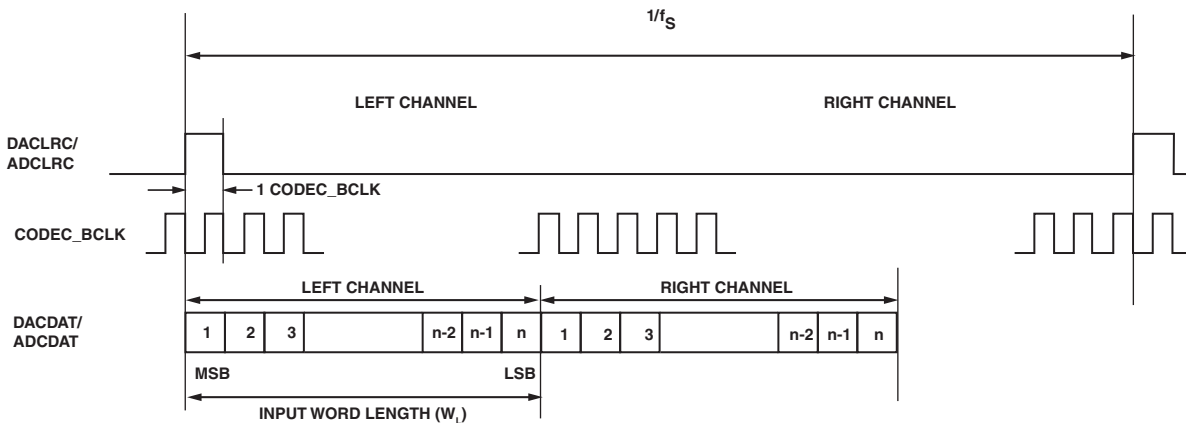 1/fS
LEFT CHANNEL RIGHT CHANNEL
DACLRC/
ADCLRC
1 CODEC_BCLK
CODEC_BCLK
LEFT CHANNEL RIGHT CHANNEL
DACDAT/
ADCDAT
1 2 3 n-2 n-1 n 1 2 3 n-2 n-1 n
MSB LSB
INPUT WORD LENGTH (WL)